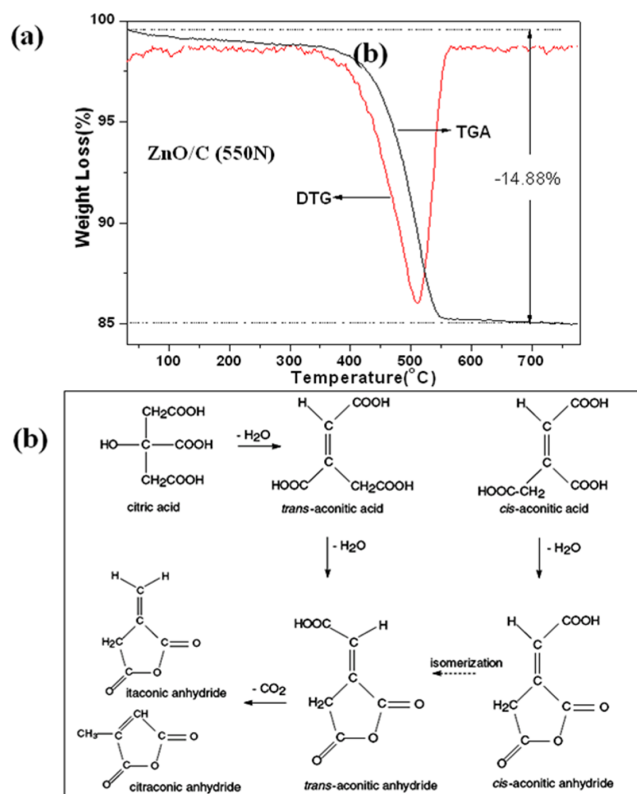 (a)
(b)
100
95
90
85
Weight Loss(%)
ZnO/C (550N)
TGA
DTG
-14.88%
100 200 300 400 500 600 700
Temperature(°C)
(b)
CH2COOH
HO C COOH
CH2COOH
citric acid
- H2O
H COOH
C
C
HOOC CH2COOH
trans-aconitic acid
H COOH
C
C
HOOC-CH2 COOH
cis-aconitic acid
- H2O
- H2O
H H
C
C
H2C C O
C O
O
itaconic anhydride
CH3 C CH
C O
C O
O
citraconic anhydride
- CO2
HOOC H
C
C
H2C C O
C O
O
trans-aconitic anhydride
isomerization
H COOH
C
C
H2C C O
C O
O
cis-aconitic anhydride